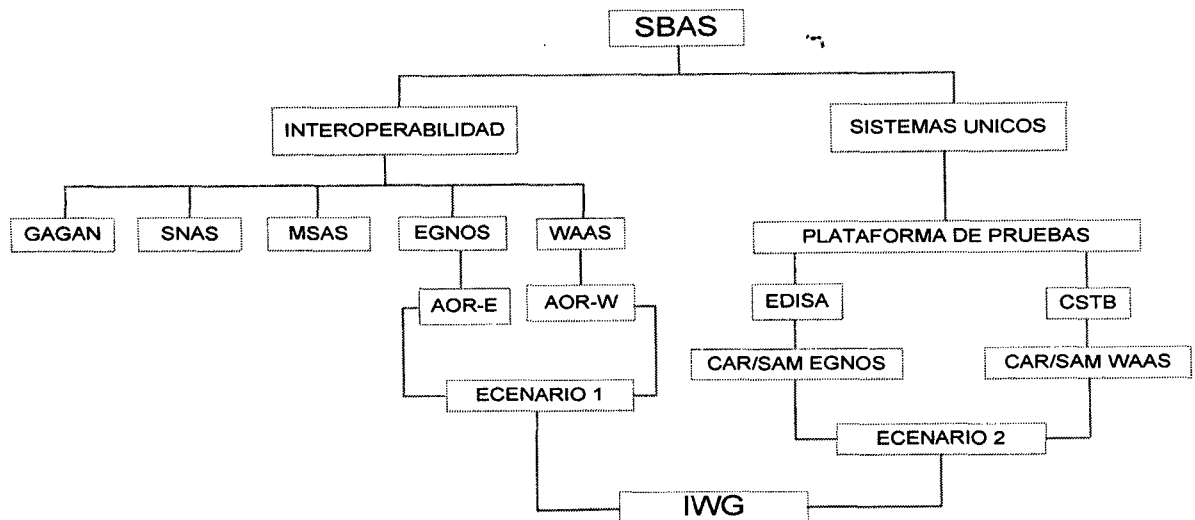 SBAS
INTEROPERABILIDAD
SISTEMAS UNICOS
GAGAN
SNAS
MSAS
EGNOS
WAAS
PLATAFORMA DE PRUEBAS
AOR-E
AOR-W
EDISA
CSTB
CAR/SAM EGNOS
CAR/SAM WAAS
ECENARIO 1
ECENARIO 2
IWG